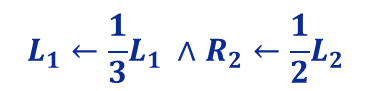 L₁ ← 1/3 L₁ ∧ R₂ ← 1/2 L₂